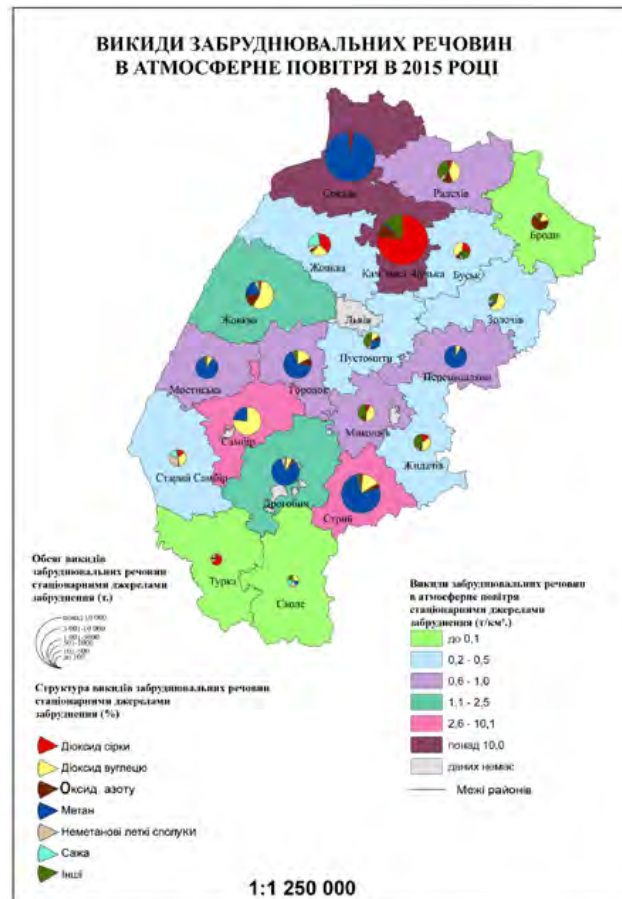 ВИКИДИ ЗАБРУДНЮВАЛЬНИХ РЕЧОВИН
В АТМОСФЕРНЕ ПОВІТРЯ В 2015 РОЦІ
Сокаль
Радехів
Броди
Жовква
Кам'янка-Бузька
Буськ
Яворів
Львів
Золочів
Пустомити
Мостиська
Городок
Перемишляни
Самбір
Миколаїв
Жидачів
Старий Самбір
Дрогобич
Стрий
Турка
Сколе
Обсяг викидів
забруднювальних речовин
стаціонарними джерелами
забруднення (т.)
понад 10 000
Структура викидів забруднювальних речовин
стаціонарними джерелами
забруднення (%)
Діоксид сірки
Діоксид вуглецю
Оксид азоту
Метан
Неметанові леткі сполуки
Сажа
Інші
Викиди забруднювальних речовин
в атмосферне повітря
стаціонарними джерелами
забруднення (т/км².)
до 0,1
0,2 - 0,5
0,6 - 1,0
1,1 - 2,5
2,6 - 10,1
понад 10,0
даних немає
Межі районів
1:1 250 000